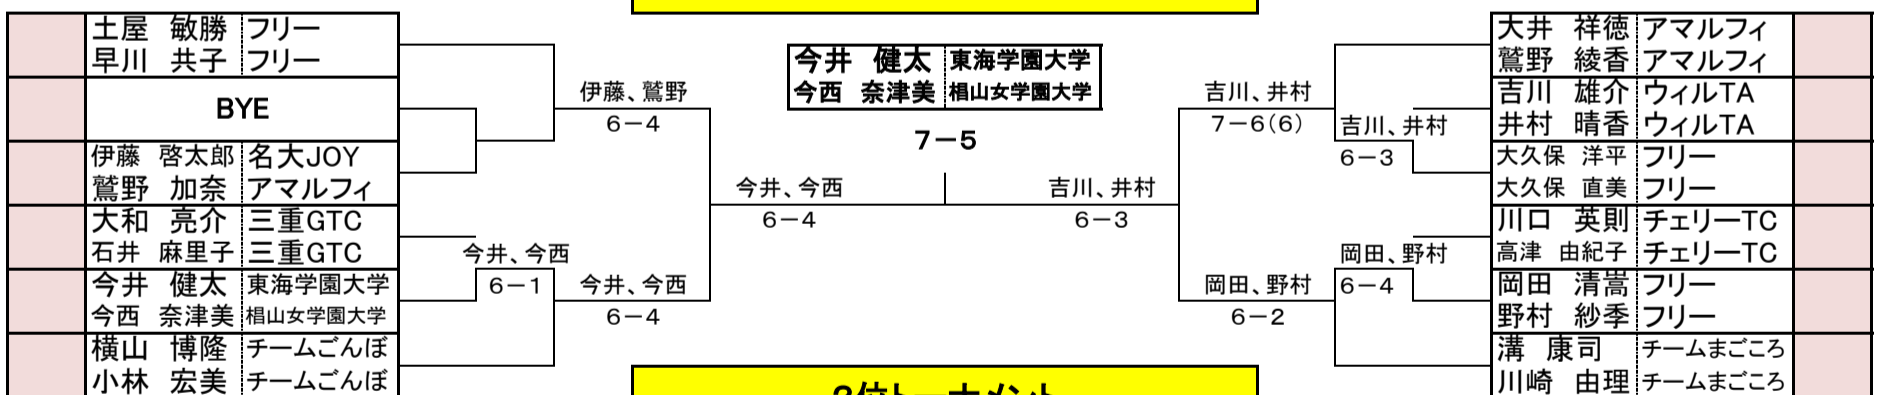 土屋 敏勝 フリー
早川 共子 フリー
BYE
伊藤 啓太郎 名大JOY
鷲野 加奈 アマルフィ
大和 亮介 三重GTC
石井 麻里子 三重GTC
今井 健太 東海学園大学
今西 奈津美 椙山女学園大学
横山 博隆 チームごんぼ
小林 宏美 チームごんぼ
伊藤、鷲野
6-4
今井、今西
6-1
今井、今西
6-4
今井、今西
6-4
今井 健太 東海学園大学
今西 奈津美 椙山女学園大学
7-5
吉川、井村
6-3
吉川、井村
7-6(6)
吉川、井村
6-3
岡田、野村
6-2
岡田、野村
6-4
大井 祥徳 アマルフィ
鷲野 綾香 アマルフィ
吉川 雄介 ウィルTA
井村 晴香 ウィルTA
大久保 洋平 フリー
大久保 直美 フリー
川口 英則 チェリーTC
高津 由紀子 チェリーTC
岡田 清嵩 フリー
野村 紗季 フリー
溝 康司 チームまごころ
川崎 由理 チームまごころ
位トーナメント